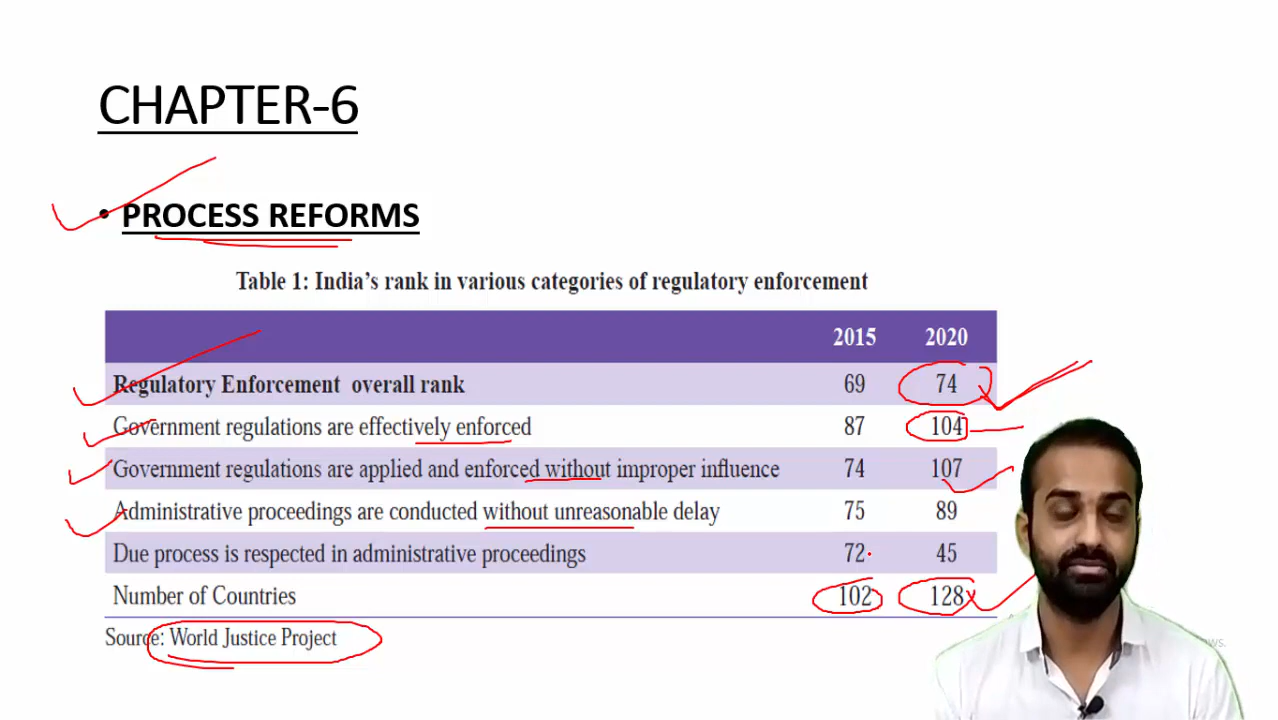 CHAPTER-6
• PROCESS REFORMS
Table 1: India's rank in various categories of regulatory enforcement
2015 2020
Regulatory Enforcement overall rank 69 74
Government regulations are effectively enforced 87 104
Government regulations are applied and enforced without improper influence 74 107
Administrative proceedings are conducted without unreasonable delay 75 89
Due process is respected in administrative proceedings 72 45
Number of Countries 102 128
Source: World Justice Project